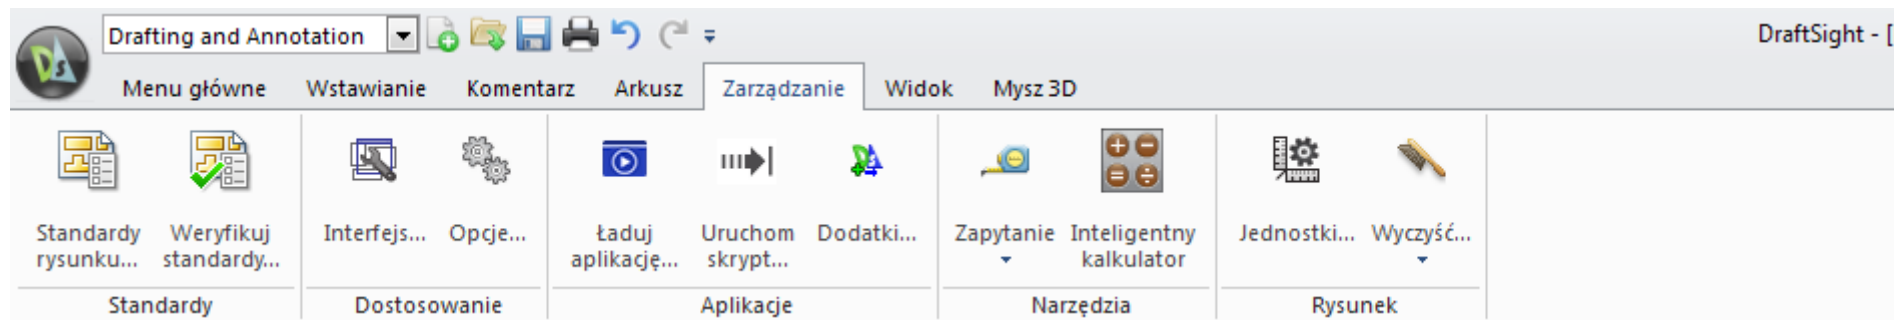 Drafting and Annotation
DraftSight - [
Menu główne Wstawianie Komentarz Arkusz Zarządzanie Widok Mysz 3D
Standardy rysunku...
Weryfikuj standardy...
Interfejs...
Opcje...
Ładuj aplikację...
Uruchom skrypt...
Dodatki...
Zapytanie
Inteligentny kalkulator
Jednostki...
Wyczyść...
Standardy Dostosowanie Aplikacje Narzędzia Rysunek